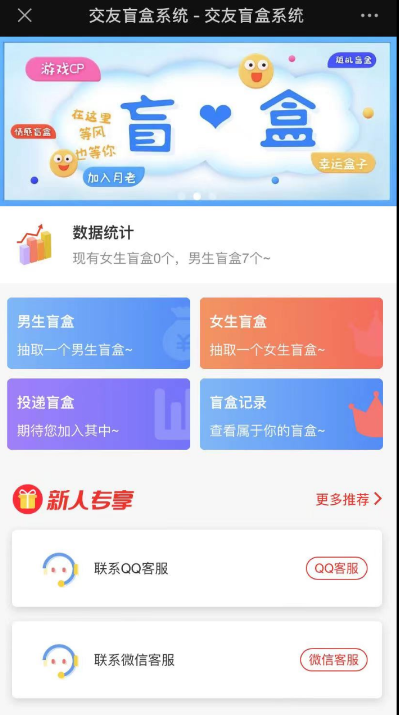 交友盲盒系统 - 交友盲盒系统
游戏CP
随机盲盒
情感盲盒
在这里
等风
也等你
盲❤盒
加入月老
幸运盒子
数据统计
现有女生盲盒0个，男生盲盒7个~
男生盲盒
抽取一个男生盲盒~
女生盲盒
抽取一个女生盲盒~
投递盲盒
期待您加入其中~
盲盒记录
查看属于你的盲盒~
新人专享
更多推荐
联系QQ客服
QQ客服
联系微信客服
微信客服